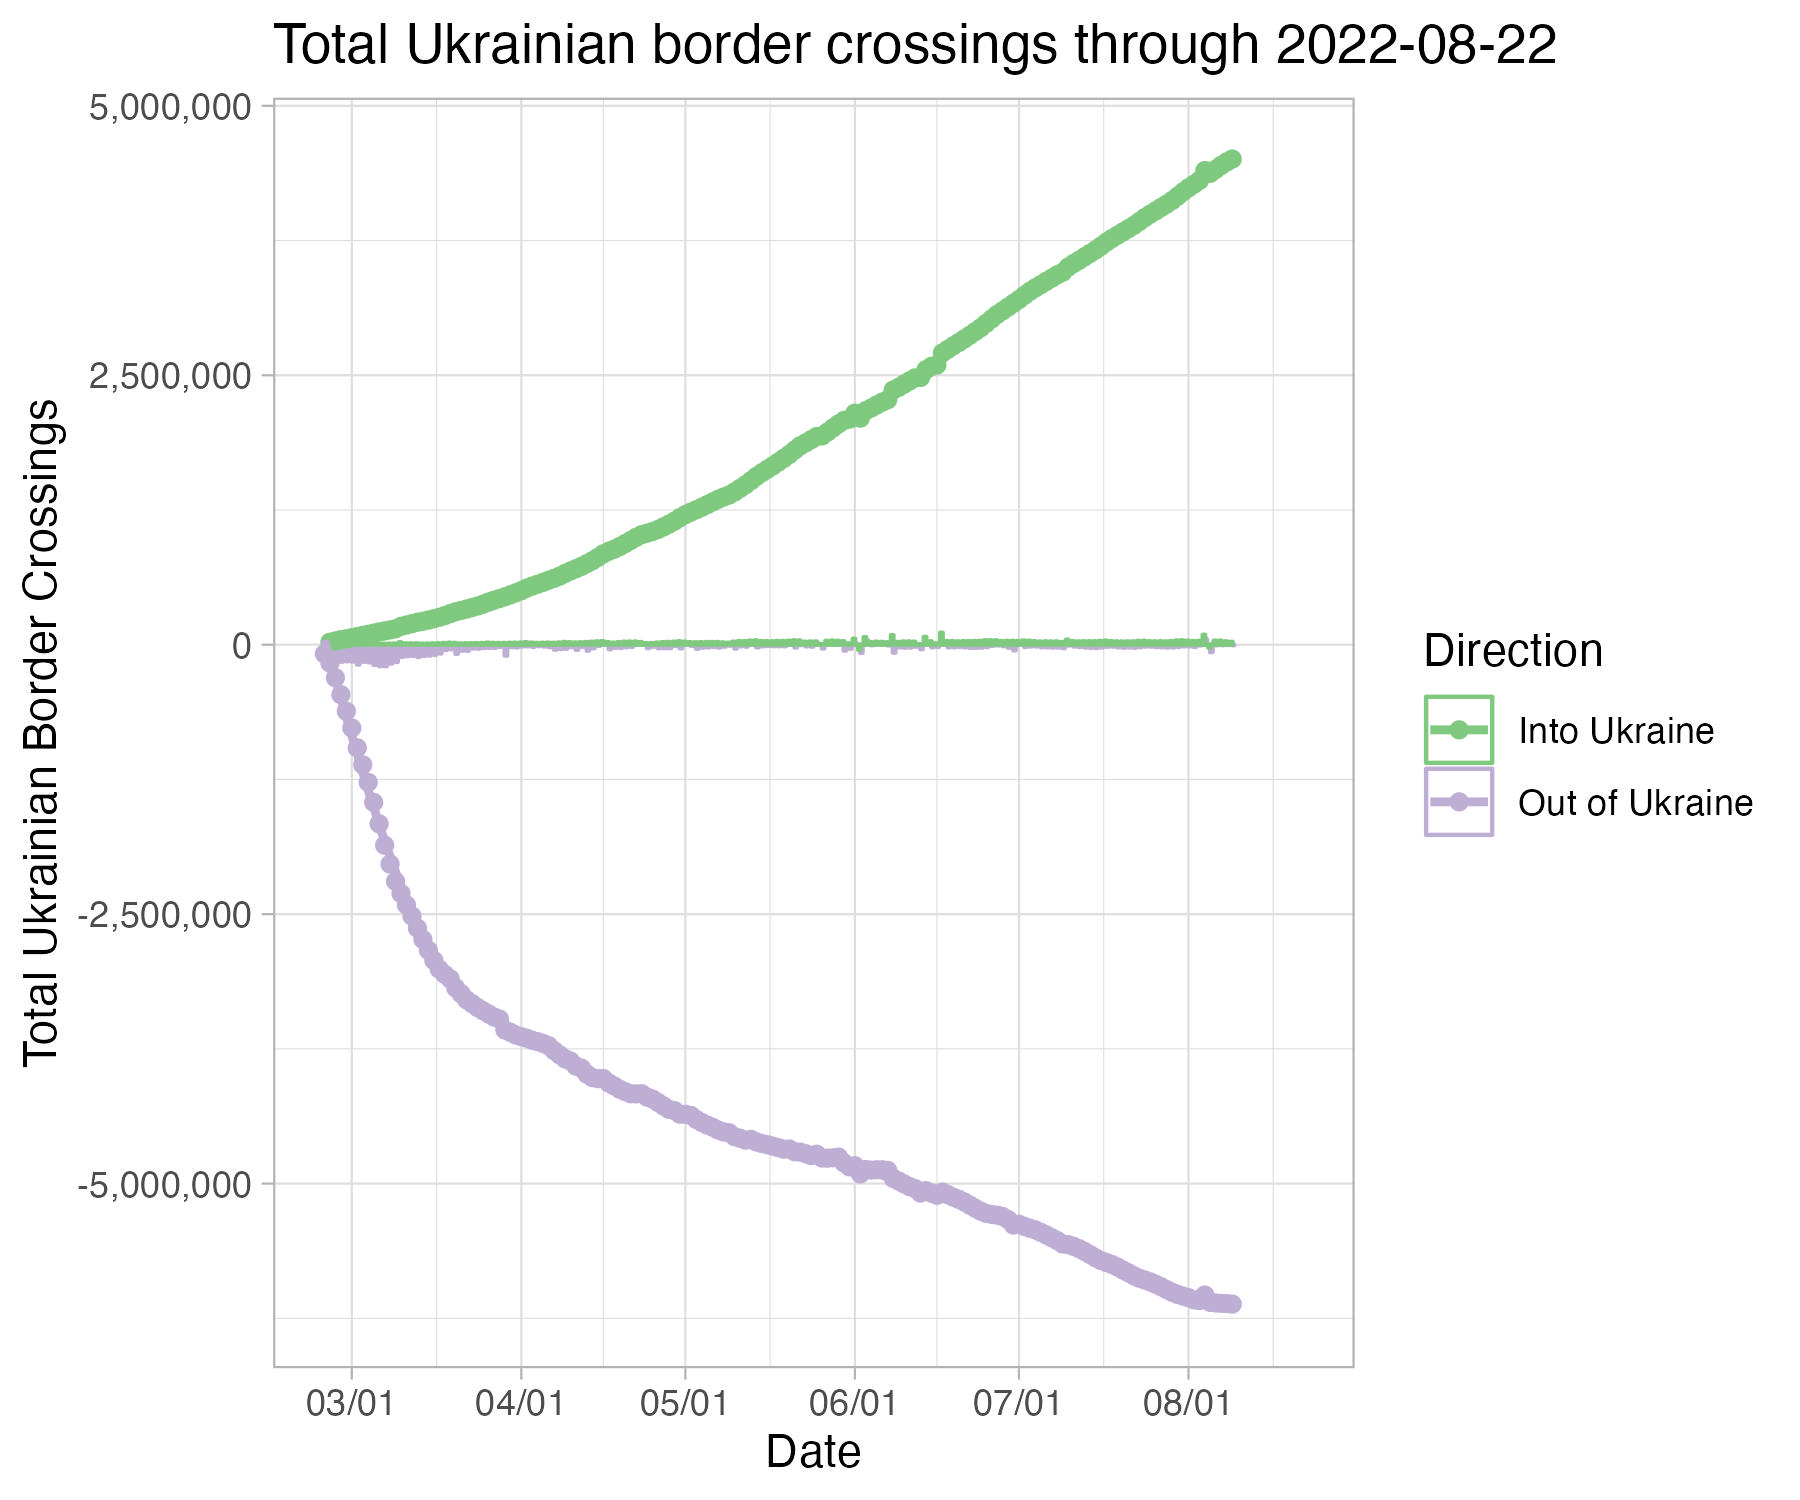 Total Ukrainian border crossings through 2022-08-22
Total Ukrainian Border Crossings
5,000,000
2,500,000
0
-2,500,000
-5,000,000
03/01 04/01 05/01 06/01 07/01 08/01
Date
Direction
Into Ukraine
Out of Ukraine